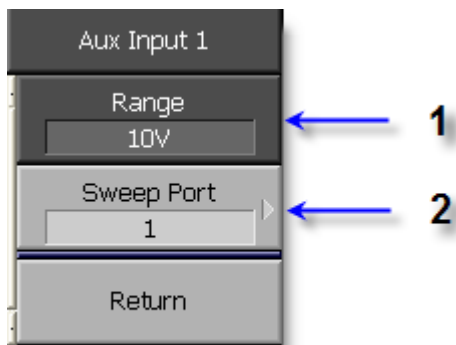 Aux Input 1
Range
10V
1
Sweep Port
1
2
Return